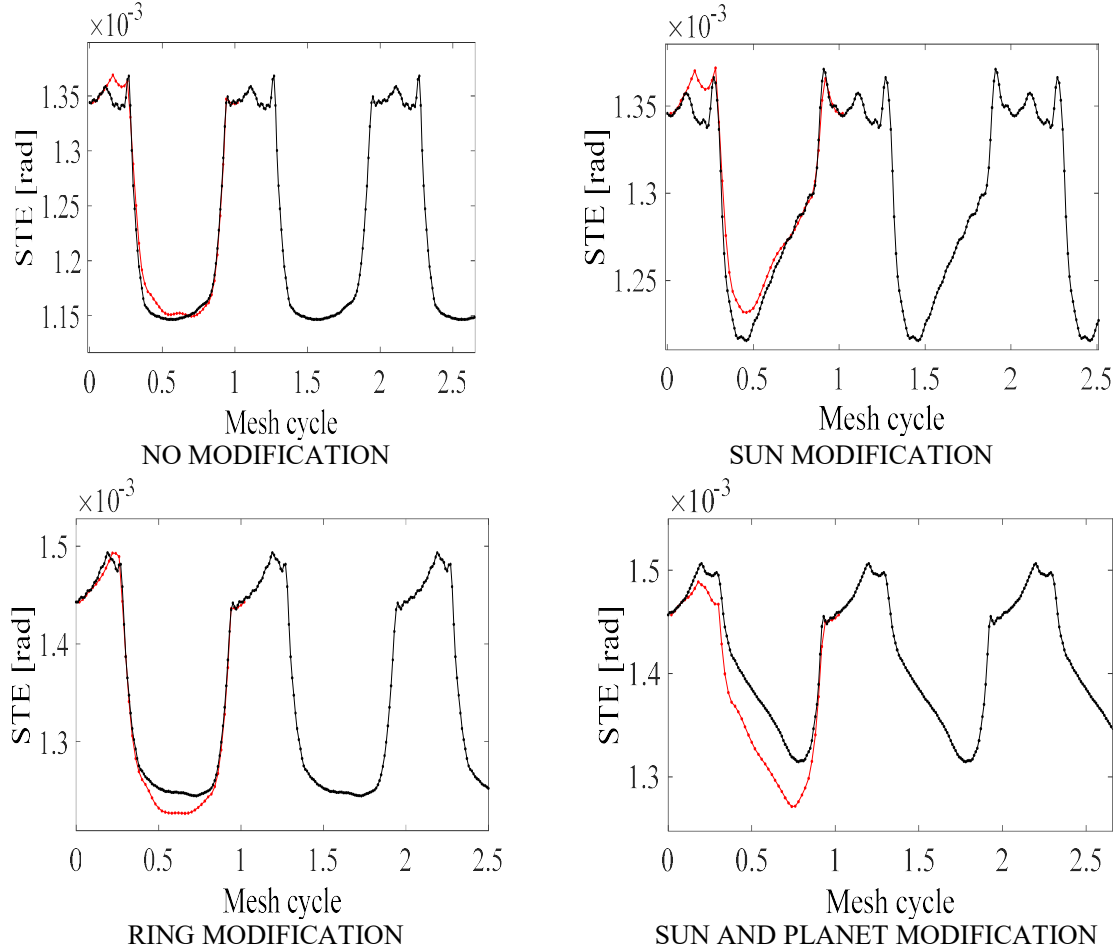 ×10⁻³
STE [rad]
1.35
1.3
1.25
1.2
1.15
0 0.5 1 1.5 2 2.5
Mesh cycle
NO MODIFICATION
×10⁻³
STE [rad]
1.35
1.3
1.25
0 0.5 1 1.5 2 2.5
Mesh cycle
SUN MODIFICATION
×10⁻³
STE [rad]
1.5
1.4
1.3
0 0.5 1 1.5 2 2.5
Mesh cycle
RING MODIFICATION
×10⁻³
STE [rad]
1.5
1.4
1.3
0 0.5 1 1.5 2 2.5
Mesh cycle
SUN AND PLANET MODIFICATION